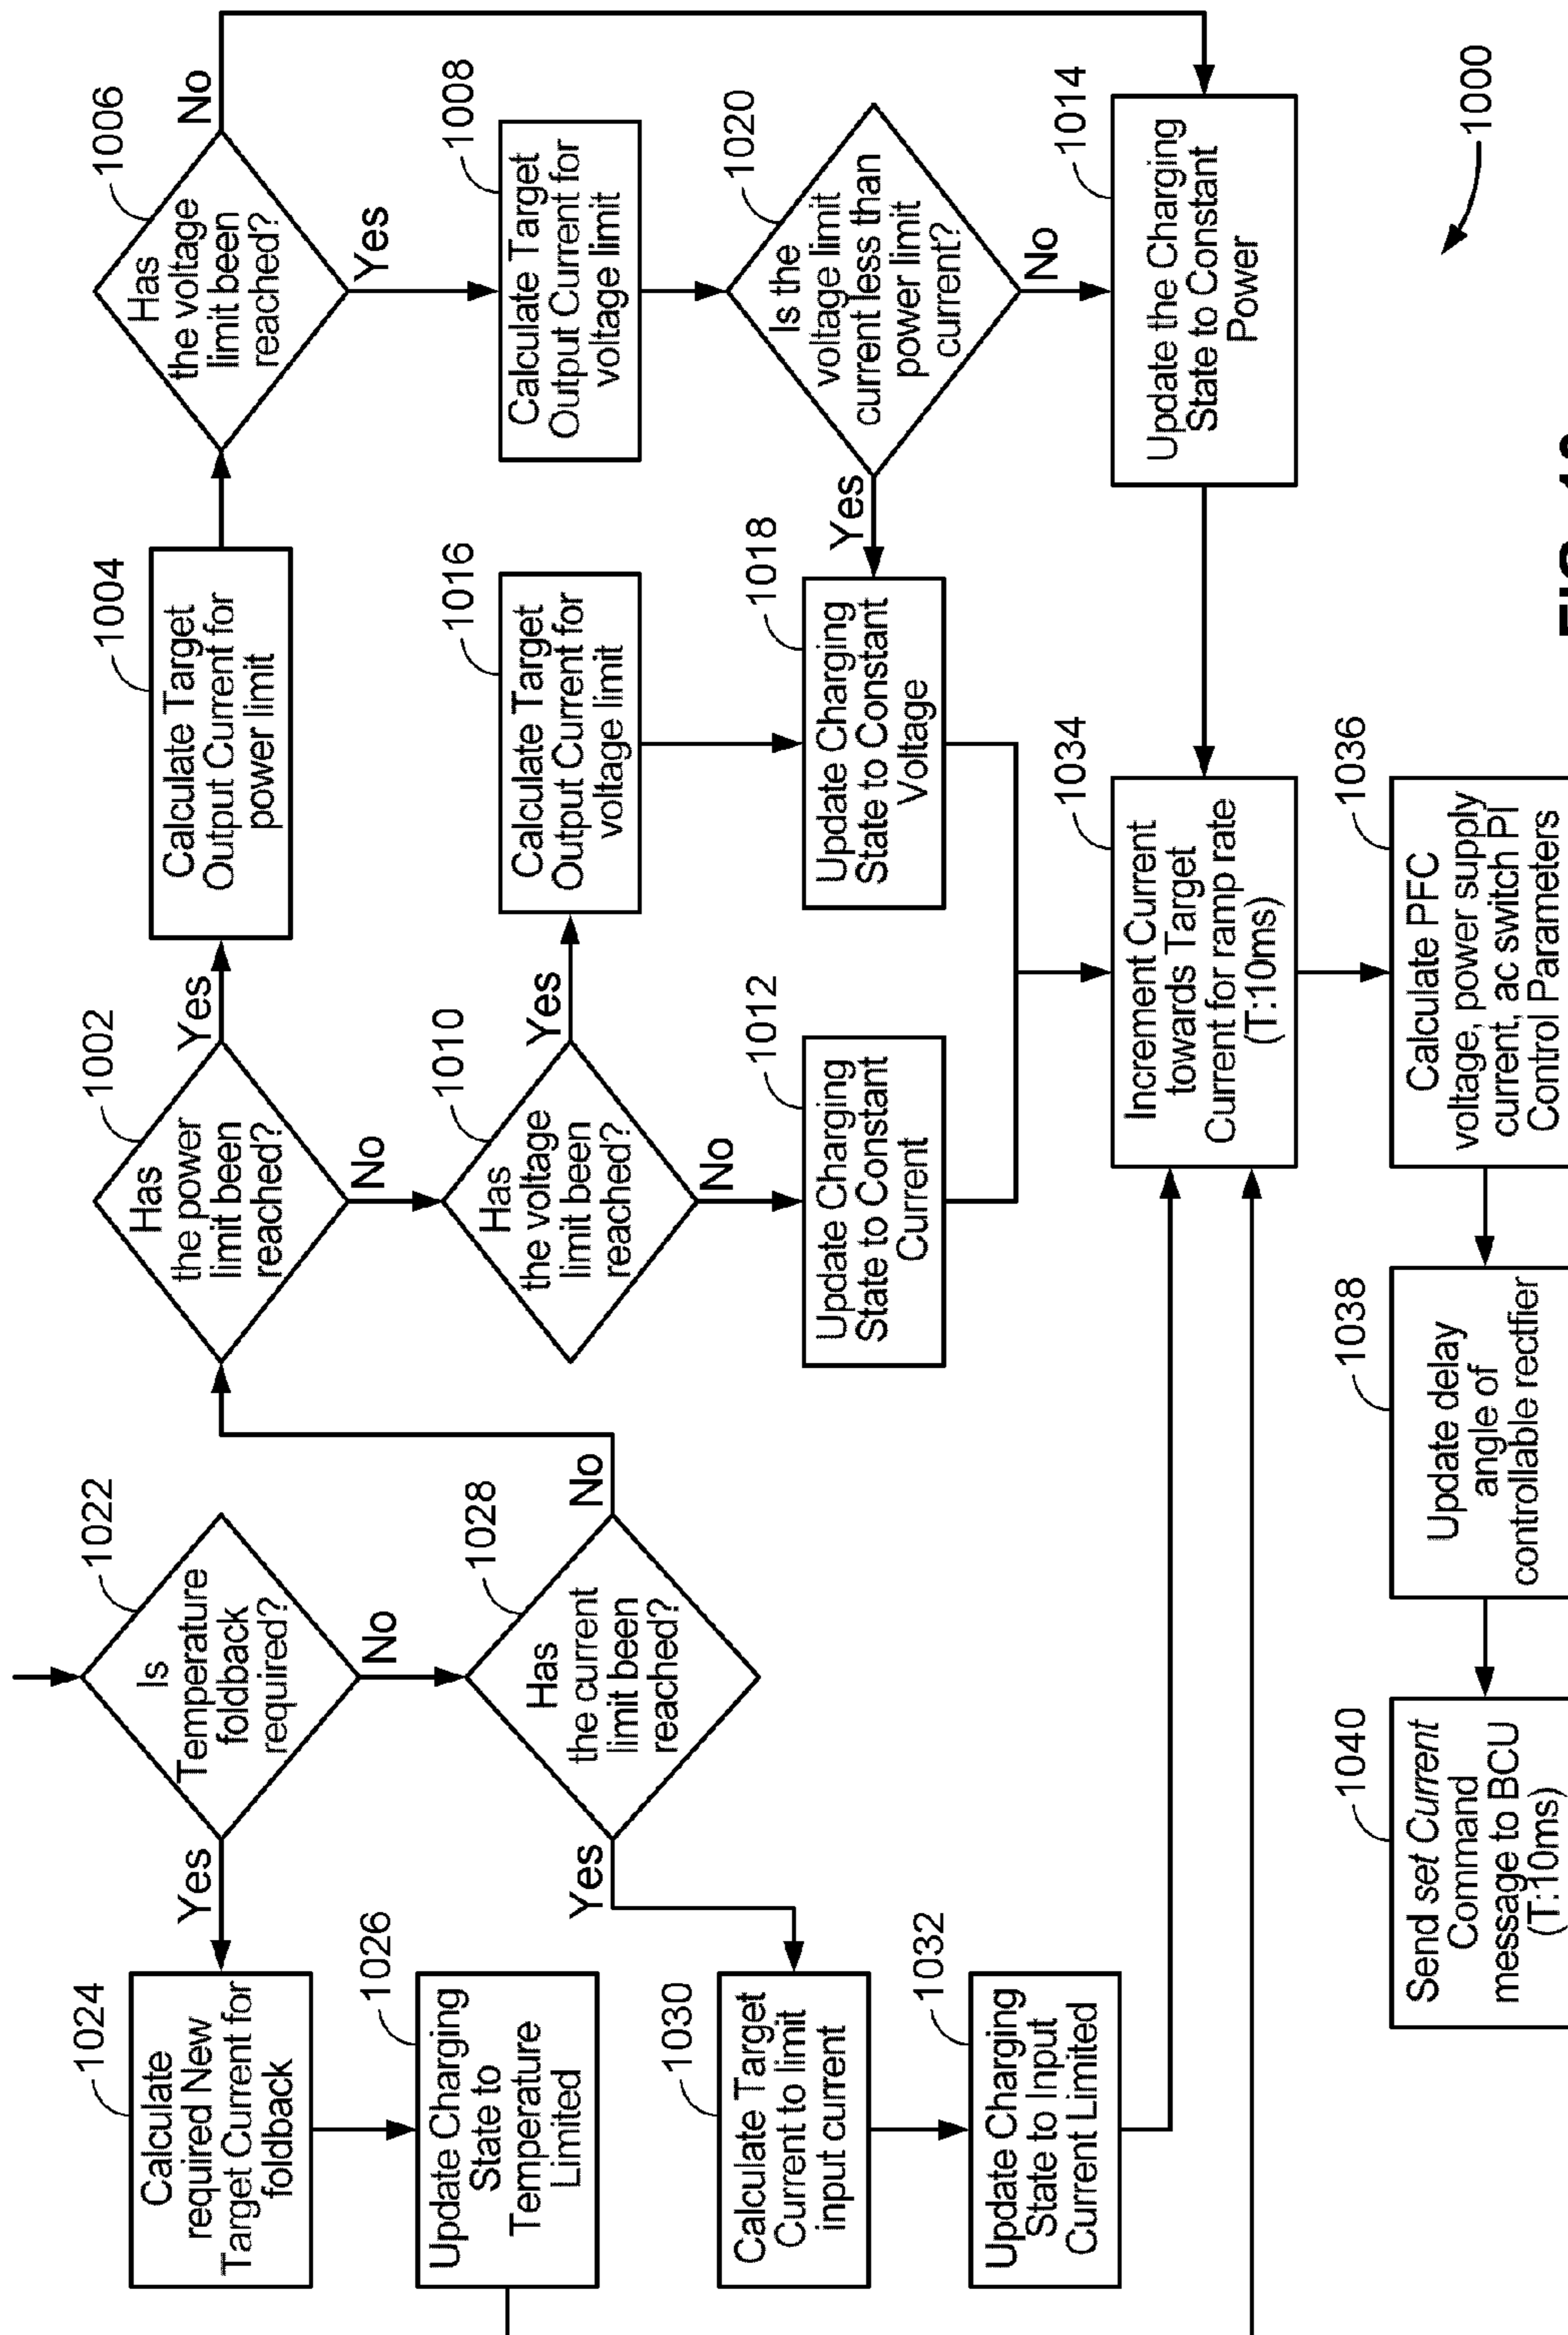 1022
Is
Temperature
foldback
required?
Yes
No
1024
Calculate
required New
Target Current for
foldback
1026
Update Charging
State to
Temperature
Limited
1028
Has
the current
limit been
reached?
Yes
No
1030
Calculate Target
Current to limit
input current
1032
Update Charging
State to Input
Current Limited
1002
Has
the power
limit been
reached?
Yes
No
1004
Calculate Target
Output Current for
power limit
1006
Has
the voltage
limit been
reached?
No
Yes
1008
Calculate Target
Output Current for
voltage limit
1010
Has
the voltage
limit been
reached?
Yes
No
1016
Calculate Target
Output Current for
voltage limit
1020
Is the
voltage limit
current less than
power limit
current?
Yes
No
1012
Update Charging
State to Constant
Current
1018
Update Charging
State to Constant
Voltage
1014
Update the Charging
State to Constant
Power
1034
Increment Current
towards Target
Current for ramp rate
(T:10ms)
1036
Calculate PFC
voltage, power supply
current, ac switch PI
Control Parameters
1038
Update delay
angle of
controllable rectifier
1040
Send set Current
Command
message to BCU
(T:10ms)
1000